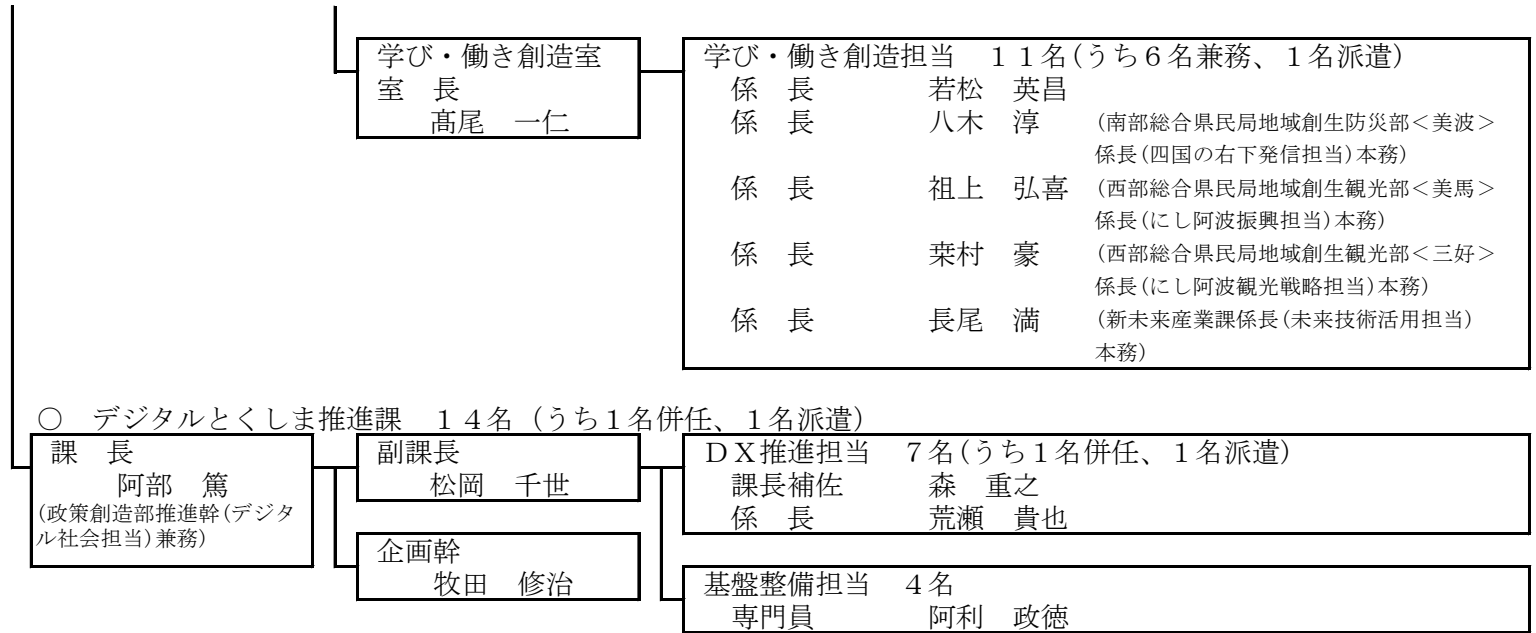 学び・働き創造室
室　長
髙尾　一仁
学び・働き創造担当　１１名(うち６名兼務、１名派遣)
係　長　若松　英昌
係　長　八木　淳　(南部総合県民局地域創生防災部＜美波＞
係長(四国の右下発信担当)本務)
係　長　祖上　弘喜　(西部総合県民局地域創生観光部＜美馬＞
係長(にし阿波振興担当)本務)
係　長　桒村　豪　(西部総合県民局地域創生観光部＜三好＞
係長(にし阿波観光戦略担当)本務)
係　長　長尾　満　(新未来産業課係長(未来技術活用担当)
本務)
○　デジタルとくしま推進課　１４名（うち１名併任、１名派遣）
課　長
阿部　篤
(政策創造部推進幹(デジタ
ル社会担当)兼務)
副課長
松岡　千世
企画幹
牧田　修治
ＤＸ推進担当　７名(うち１名併任、１名派遣)
課長補佐　森　重之
係　長　荒瀬　貴也
基盤整備担当　４名
専門員　阿利　政徳